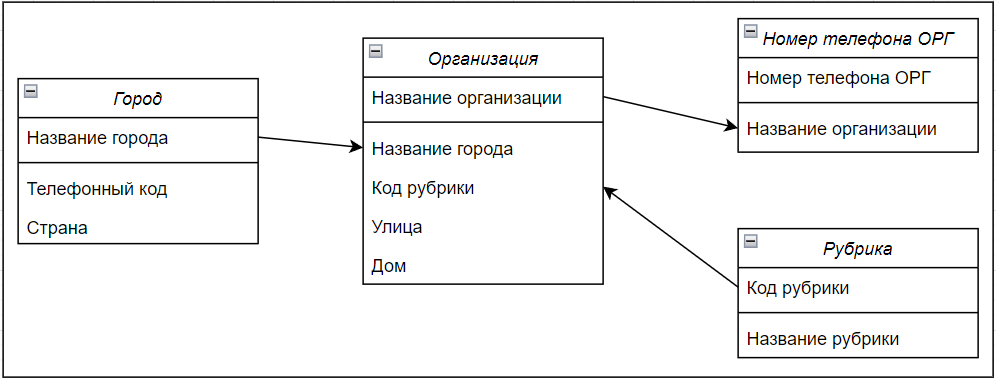 Город
Название города
Телефонный код
Страна
Организация
Название организации
Название города
Код рубрики
Улица
Дом
Номер телефона ОРГ
Номер телефона ОРГ
Название организации
Рубрика
Код рубрики
Название рубрики